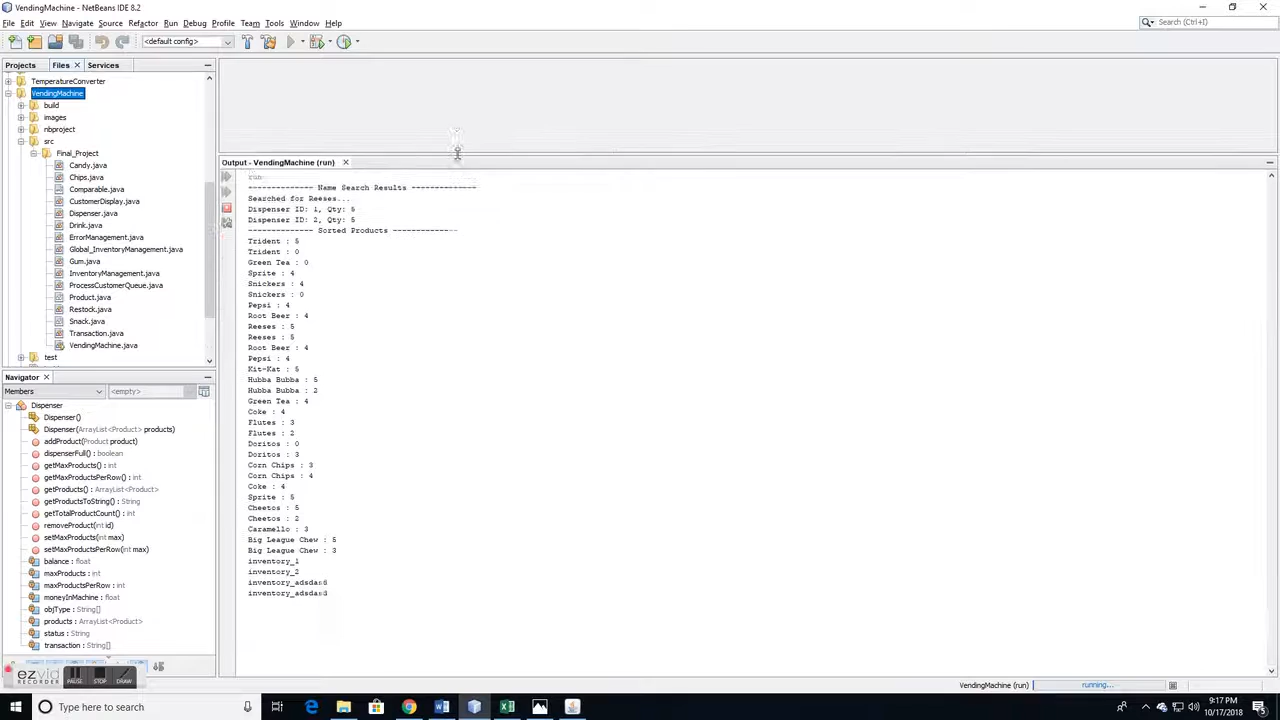 VendingMachine - NetBeans IDE 8.2
File Edit View Navigate Source Refactor Run Debug Profile Team Tools Window Help
Search (Ctrl+I)
<default config>
Projects Files Services
TemperatureConverter
VendingMachine
build
images
nbproject
src
Final_Project
Candy.java
Chips.java
Comparable.java
CustomerDisplay.java
Dispenser.java
Drink.java
ErrorManagement.java
Global_InventoryManagement.java
Gum.java
InventoryManagement.java
ProcessCustomerQueue.java
Product.java
Restock.java
Snack.java
Transaction.java
VendingMachine.java
test
Navigator
Members <empty>
Dispenser
Dispenser()
Dispenser(ArrayList<Product> products)
addProduct(Product product)
dispenserFull() : boolean
getMaxProducts() : int
getMaxProductsPerRow() : int
getProducts() : ArrayList<Product>
getProductsToString() : String
getTotalProductCount() : int
removeProduct(int id)
setMaxProducts(int max)
setMaxProductsPerRow(int max)
balance : float
maxProducts : int
maxProductsPerRow : int
moneyInMachine : float
objType : String[]
products : ArrayList<Product>
status : String
transaction : String[]
Output - VendingMachine (run)
run:
-------------- Name Search Results --------------
Searched for Reeses...
Dispenser ID: 1, Qty: 5
Dispenser ID: 2, Qty: 5
-------------- Sorted Products --------------
Trident : 5
Trident : 0
Green Tea : 0
Sprite : 4
Snickers : 4
Snickers : 0
Pepsi : 4
Root Beer : 4
Reeses : 5
Reeses : 5
Root Beer : 4
Pepsi : 4
Kit-Kat : 5
Hubba Bubba : 5
Hubba Bubba : 2
Green Tea : 4
Coke : 4
Flutes : 3
Flutes : 2
Doritos : 0
Doritos : 3
Corn Chips : 3
Corn Chips : 4
Coke : 4
Sprite : 5
Cheetos : 5
Cheetos : 2
Caramello : 3
Big League Chew : 5
Big League Chew : 3
inventory_1
inventory_2
ezvid
RECORDER
PAUSE STOP DRAW
VendingMachine (run) running...
Type here to search
9:17 PM
10/17/2018